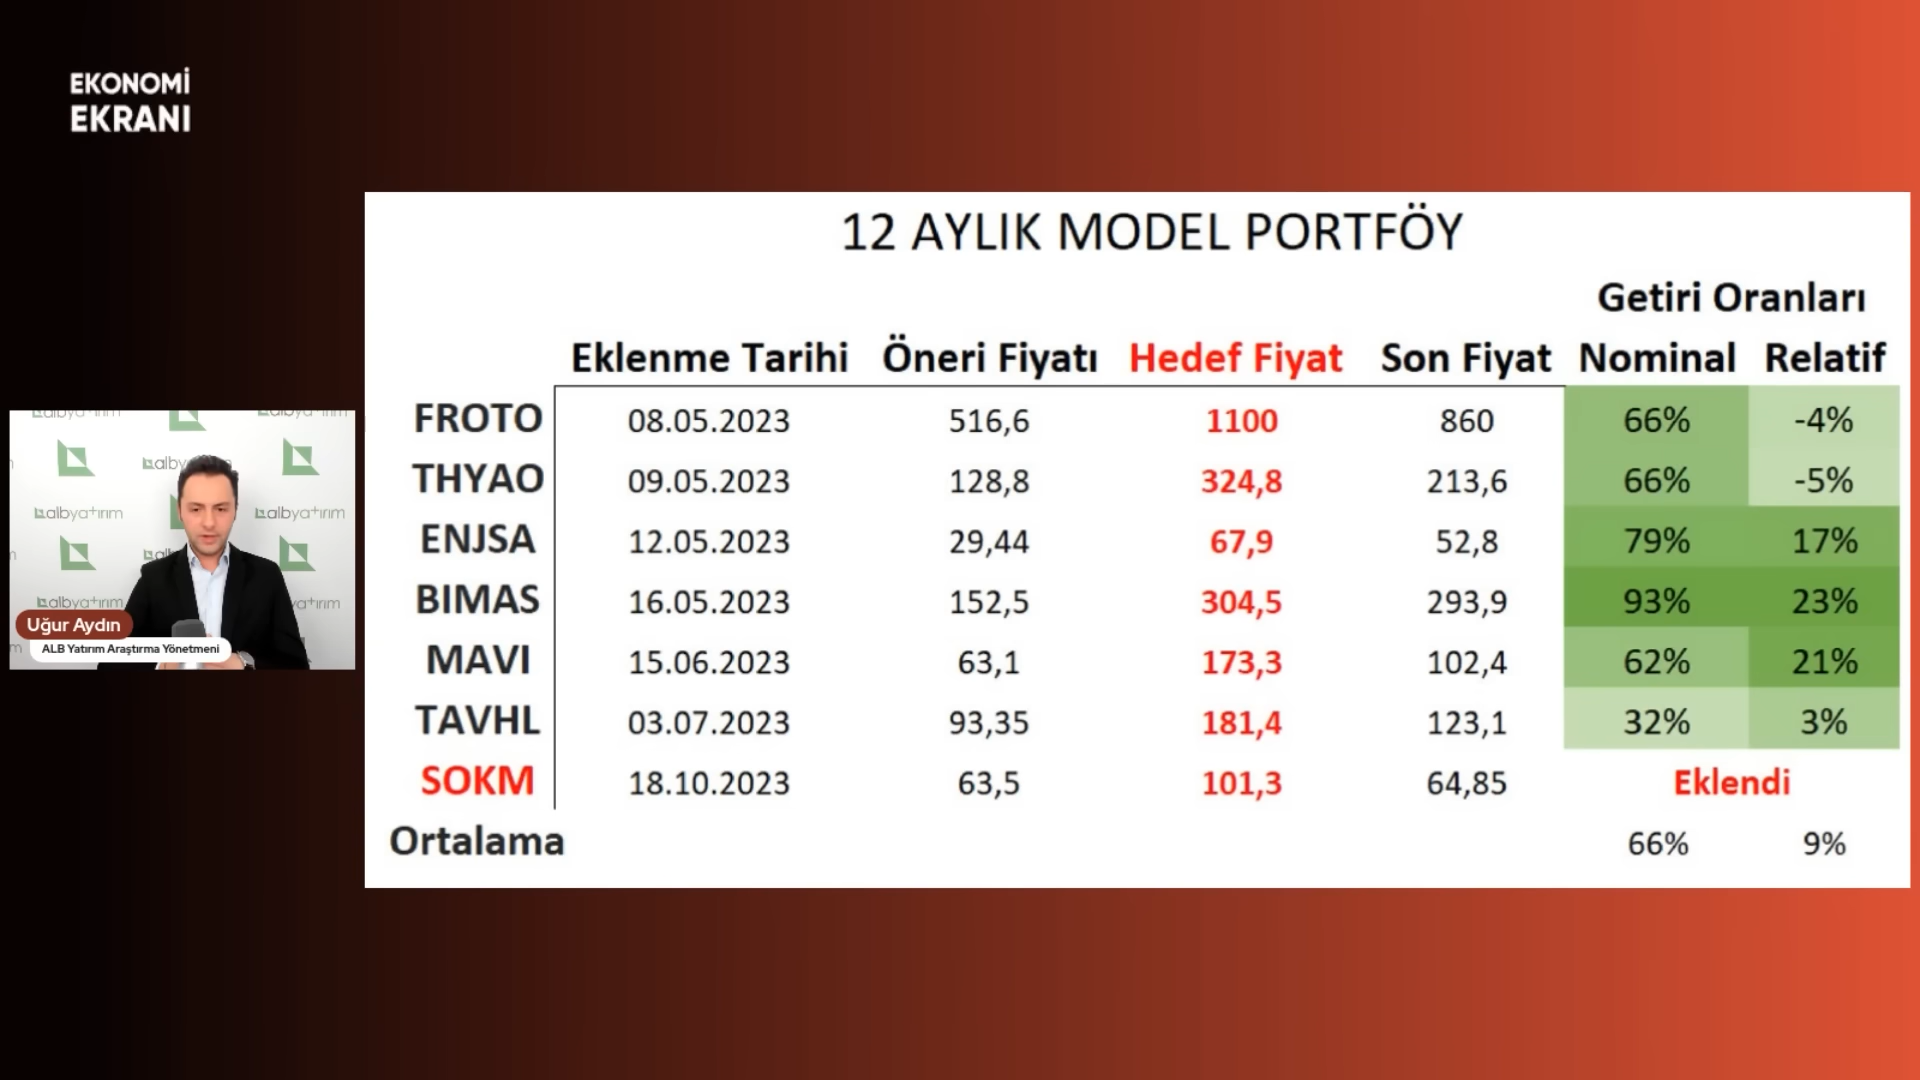 EKONOMİ
EKRANI
12 AYLIK MODEL PORTFÖY
Getiri Oranları
Eklenme Tarihi Öneri Fiyatı Hedef Fiyat Son Fiyat Nominal Relatif
FROTO 08.05.2023 516,6 1100 860 66% -4%
THYAO 09.05.2023 128,8 324,8 213,6 66% -5%
ENJSA 12.05.2023 29,44 67,9 52,8 79% 17%
BIMAS 16.05.2023 152,5 304,5 293,9 93% 23%
MAVI 15.06.2023 63,1 173,3 102,4 62% 21%
TAVHL 03.07.2023 93,35 181,4 123,1 32% 3%
SOKM 18.10.2023 63,5 101,3 64,85 Eklendi
Ortalama 66% 9%
albyatırım albyatırım
albyatırım
Uğur Aydın
ALB Yatırım Araştırma Yönetmeni